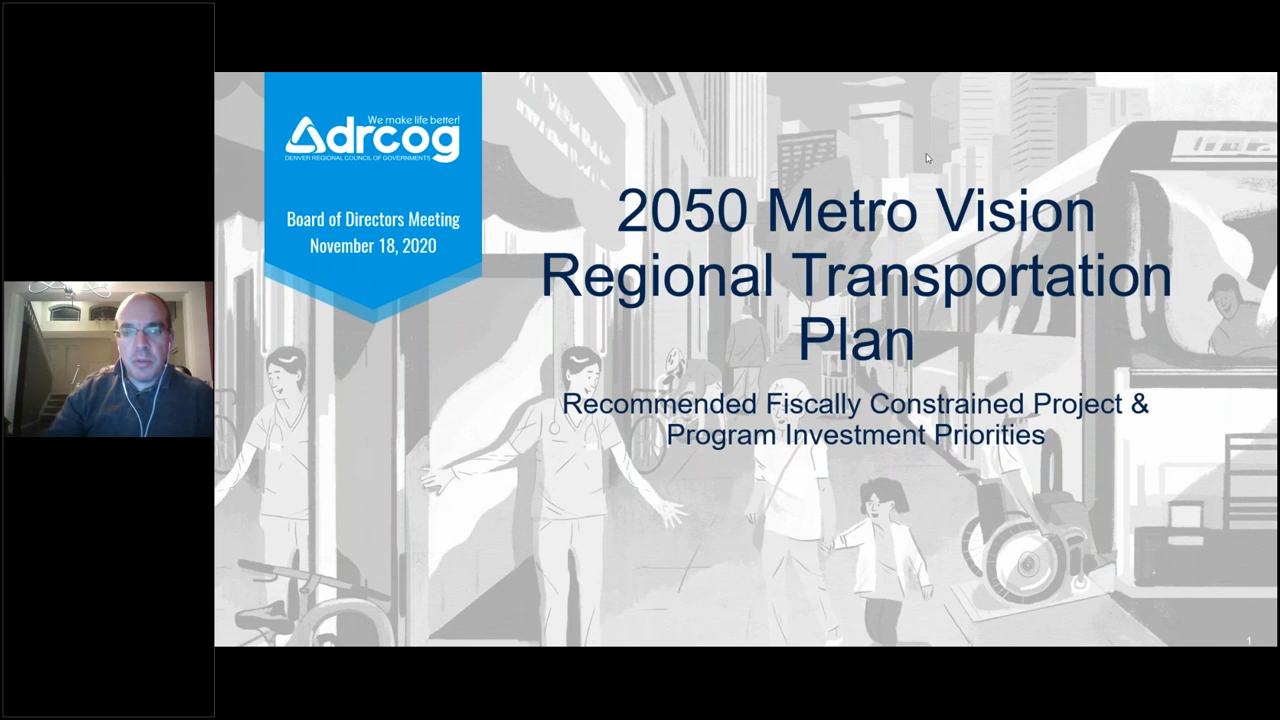 We make life better!
drcog
DENVER REGIONAL COUNCIL OF GOVERNMENTS
Board of Directors Meeting
November 18, 2020
2050 Metro Vision
Regional Transportation
Plan
Recommended Fiscally Constrained Project &
Program Investment Priorities
1